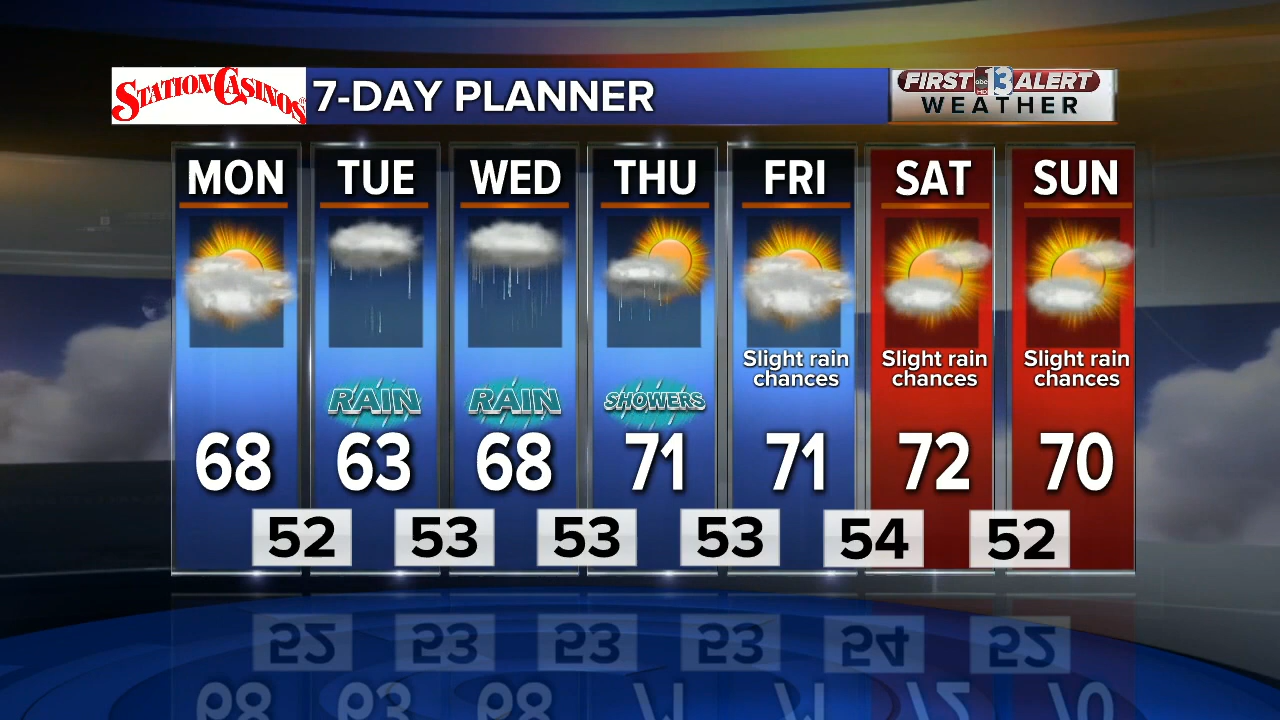 STATION CASINOS®
7-DAY PLANNER
FIRST abc 13 HD ALERT
WEATHER
MON TUE WED THU FRI SAT SUN
Slight rain Slight rain Slight rain
chances chances chances
RAIN RAIN SHOWERS
68 63 68 71 71 72 70
52 53 53 53 54 52